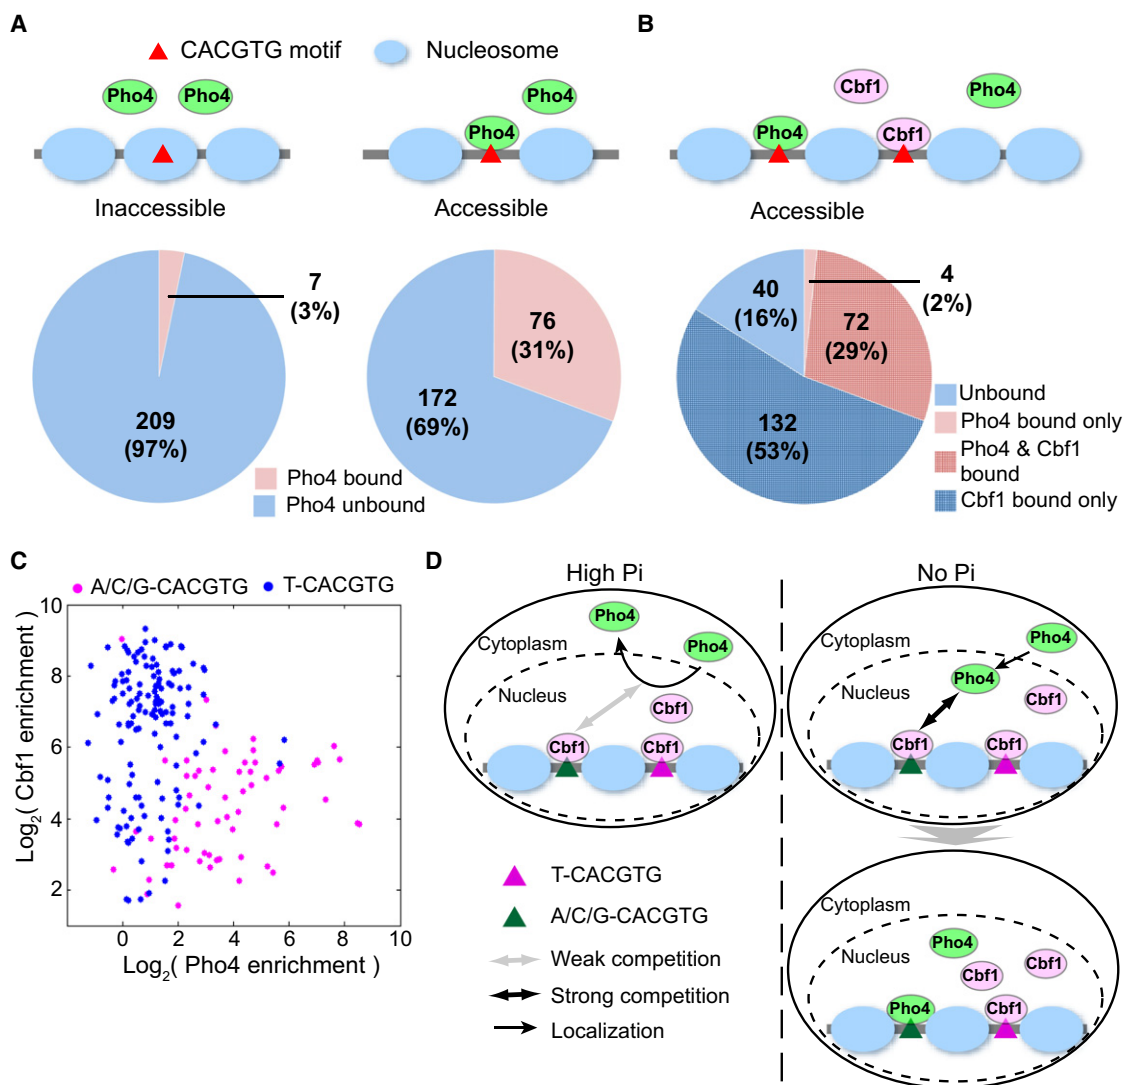 A
CACGTG motif
Nucleosome
Pho4
Pho4
Inaccessible
Pho4
Pho4
Accessible
7
(3%)
209
(97%)
76
(31%)
172
(69%)
Pho4 bound
Pho4 unbound
B
Cbf1
Pho4
Pho4
Cbf1
Accessible
40
(16%)
4
(2%)
72
(29%)
132
(53%)
Unbound
Pho4 bound only
Pho4 & Cbf1
bound
Cbf1 bound only
C
A/C/G-CACGTG
T-CACGTG
Log2( Cbf1 enrichment )
10
8
6
4
2
0
2
4
6
8
10
Log2( Pho4 enrichment )
D
High Pi
Pho4
Cytoplasm
Pho4
Nucleus
Cbf1
Cbf1
Cbf1
T-CACGTG
A/C/G-CACGTG
Weak competition
Strong competition
Localization
No Pi
Cytoplasm
Pho4
Pho4
Nucleus
Cbf1
Cbf1
Cbf1
Cytoplasm
Pho4
Nucleus
Cbf1
Cbf1
Pho4
Cbf1